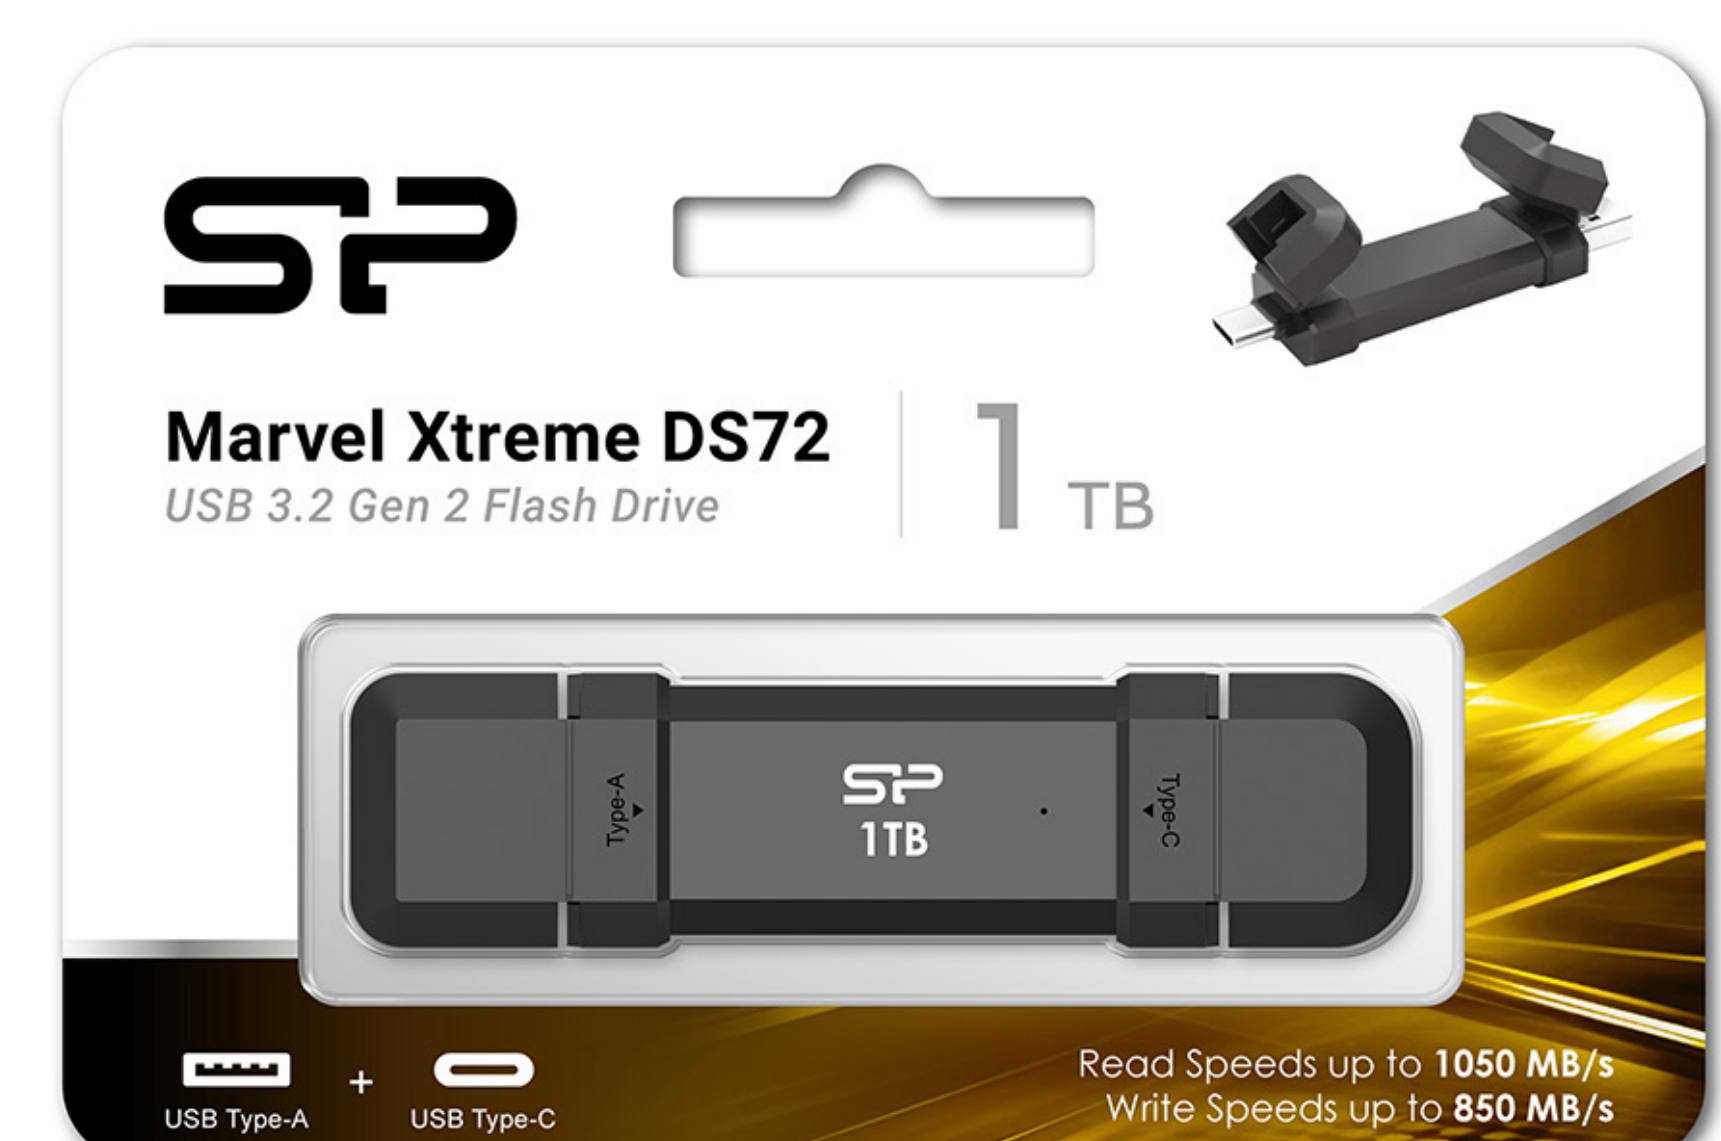 SP
Marvel Xtreme DS72
USB 3.2 Gen 2 Flash Drive
1 TB
Type-A
SP
1TB
Type-C
USB Type-A
+
USB Type-C
Read Speeds up to 1050 MB/s
Write Speeds up to 850 MB/s